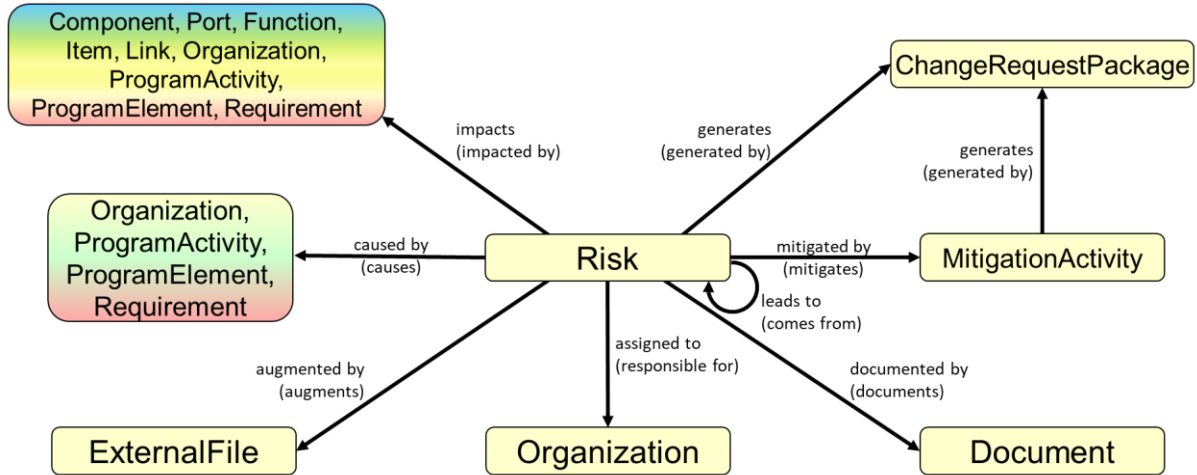 Component, Port, Function,
Item, Link, Organization,
ProgramActivity,
ProgramElement, Requirement
ChangeRequestPackage
impacts
(impacted by)
generates
(generated by)
generates
(generated by)
Organization,
ProgramActivity,
ProgramElement,
Requirement
caused by
(causes)
Risk
mitigated by
(mitigates)
MitigationActivity
leads to
(comes from)
augmented by
(augments)
assigned to
(responsible for)
documented by
(documents)
ExternalFile
Organization
Document